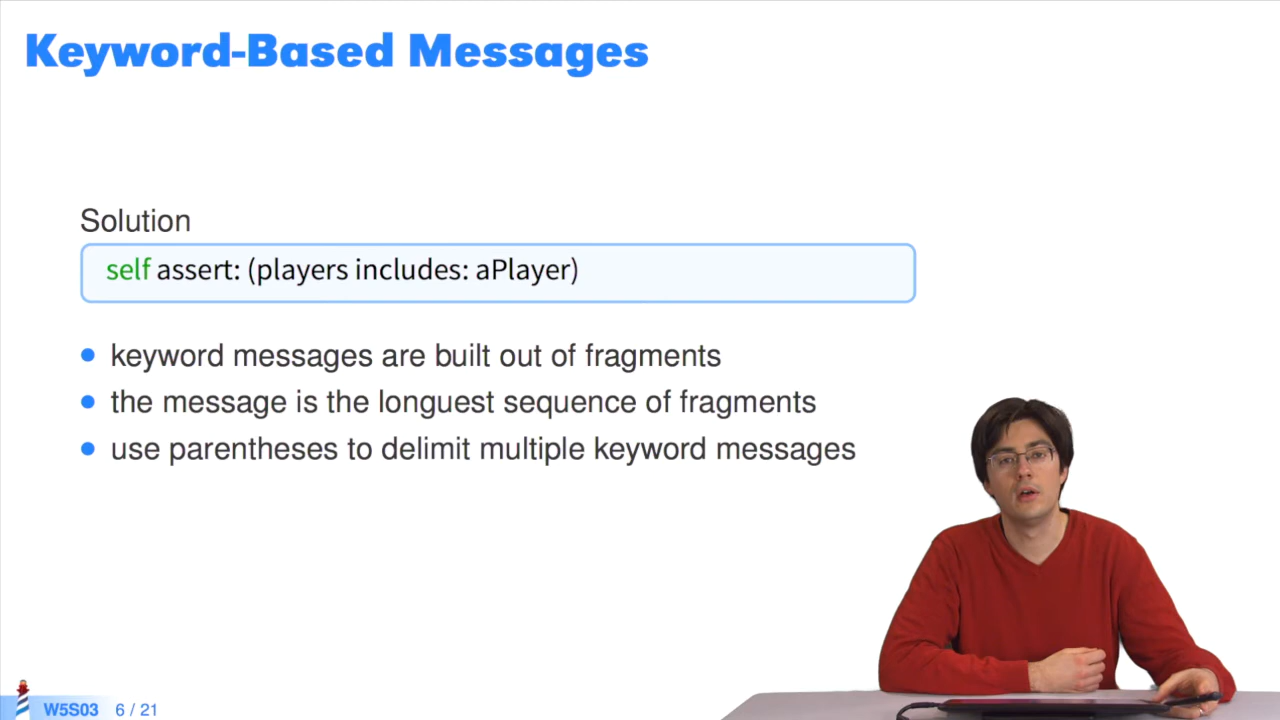 Keyword-Based Messages
Solution
self assert: (players includes: aPlayer)
keyword messages are built out of fragments
the message is the longuest sequence of fragments
use parentheses to delimit multiple keyword messages
W5S03 6 / 21